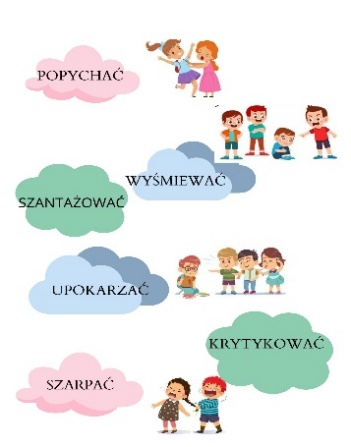 POPYCHAĆ
WYŚMIEWAĆ
SZANTAŻOWAĆ
UPOKARZAĆ
KRYTYKOWAĆ
SZARPAĆ